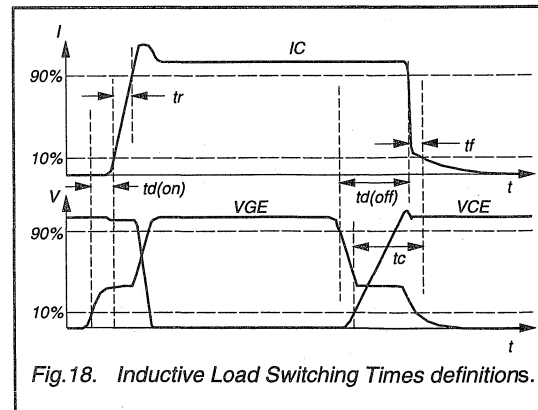 I
IC
90%
tr
10%
tf
td(on)
t
V
VGE
td(off)
VCE
90%
tc
10%
t
Fig.18. Inductive Load Switching Times definitions.